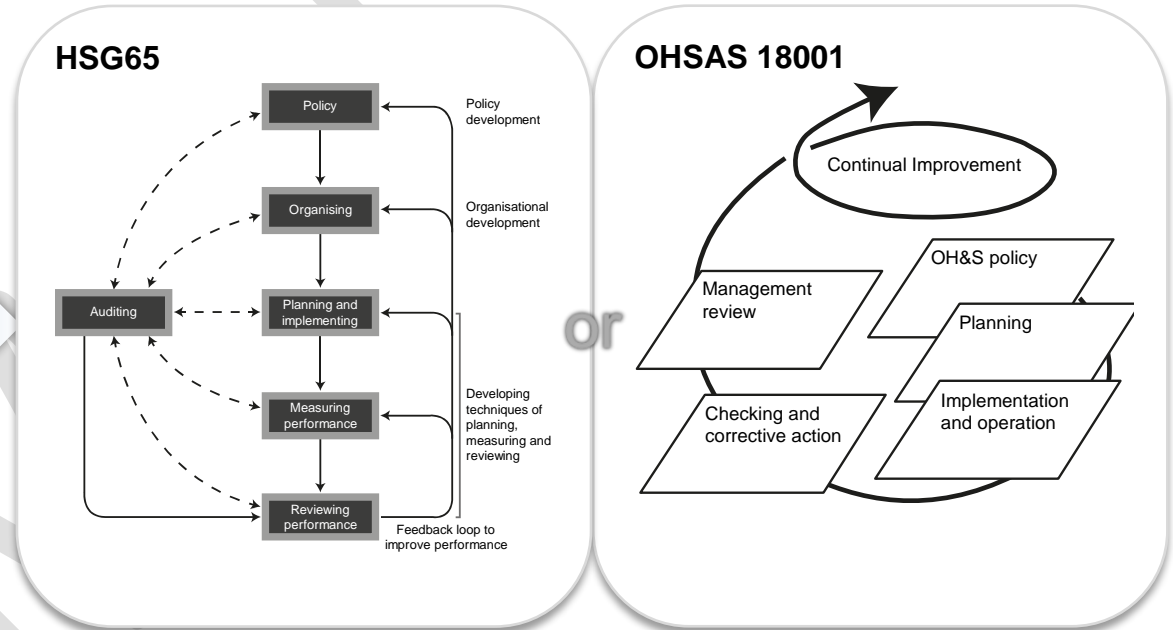 HSG65
Policy
Policy
development
Organising
Organisational
development
Auditing
Planning and
implementing
Measuring
performance
Developing
techniques of
planning,
measuring and
reviewing
Reviewing
performance
Feedback loop to
improve performance
or
OHSAS 18001
Continual Improvement
OH&S policy
Management
review
Planning
Checking and
corrective action
Implementation
and operation